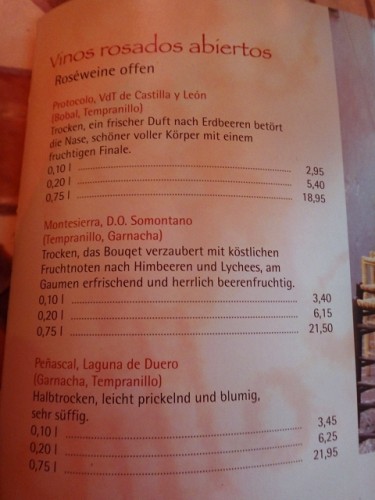 Vinos rosados abiertos
Roséweine offen
Protocolo, VdT de Castilla y León
(Bobal, Tempranillo)
Trocken, ein frischer Duft nach Erdbeeren betört
die Nase, schöner voller Körper mit einem
fruchtigen Finale.
0,10 l ........ 2,95
0,20 l ........ 5,40
0,75 l ........ 18,95
Montesierra, D.O. Somontano
(Tempranillo, Garnacha)
Trocken, das Bouqet verzaubert mit köstlichen
Fruchtnoten nach Himbeeren und Lychees, am
Gaumen erfrischend und herrlich beerenfruchtig.
0,10 l ........ 3,40
0,20 l ........ 6,15
0,75 l ........ 21,50
Peñascal, Laguna de Duero
(Garnacha, Tempranillo)
Halbtrocken, leicht prickelnd und blumig,
sehr süffig.
0,10 l ........ 3,45
0,20 l ........ 6,25
0,75 l ........ 21,95